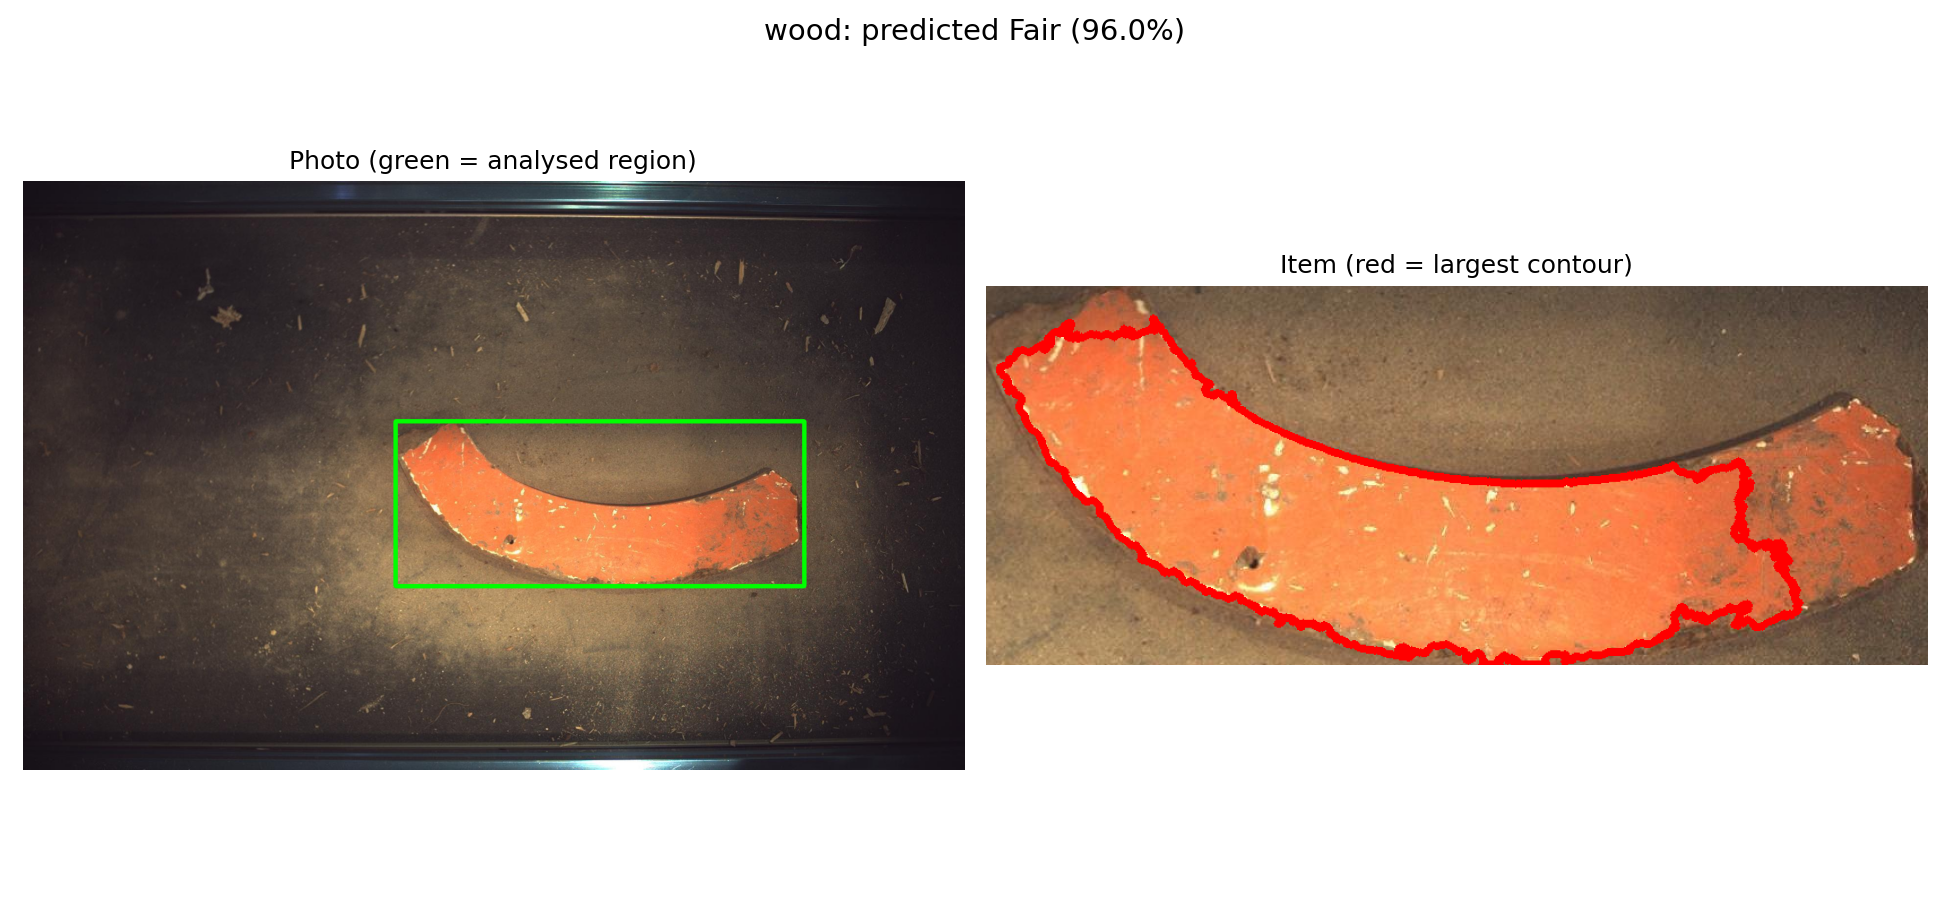 wood: predicted Fair (96.0%)
Photo (green = analysed region)
Item (red = largest contour)